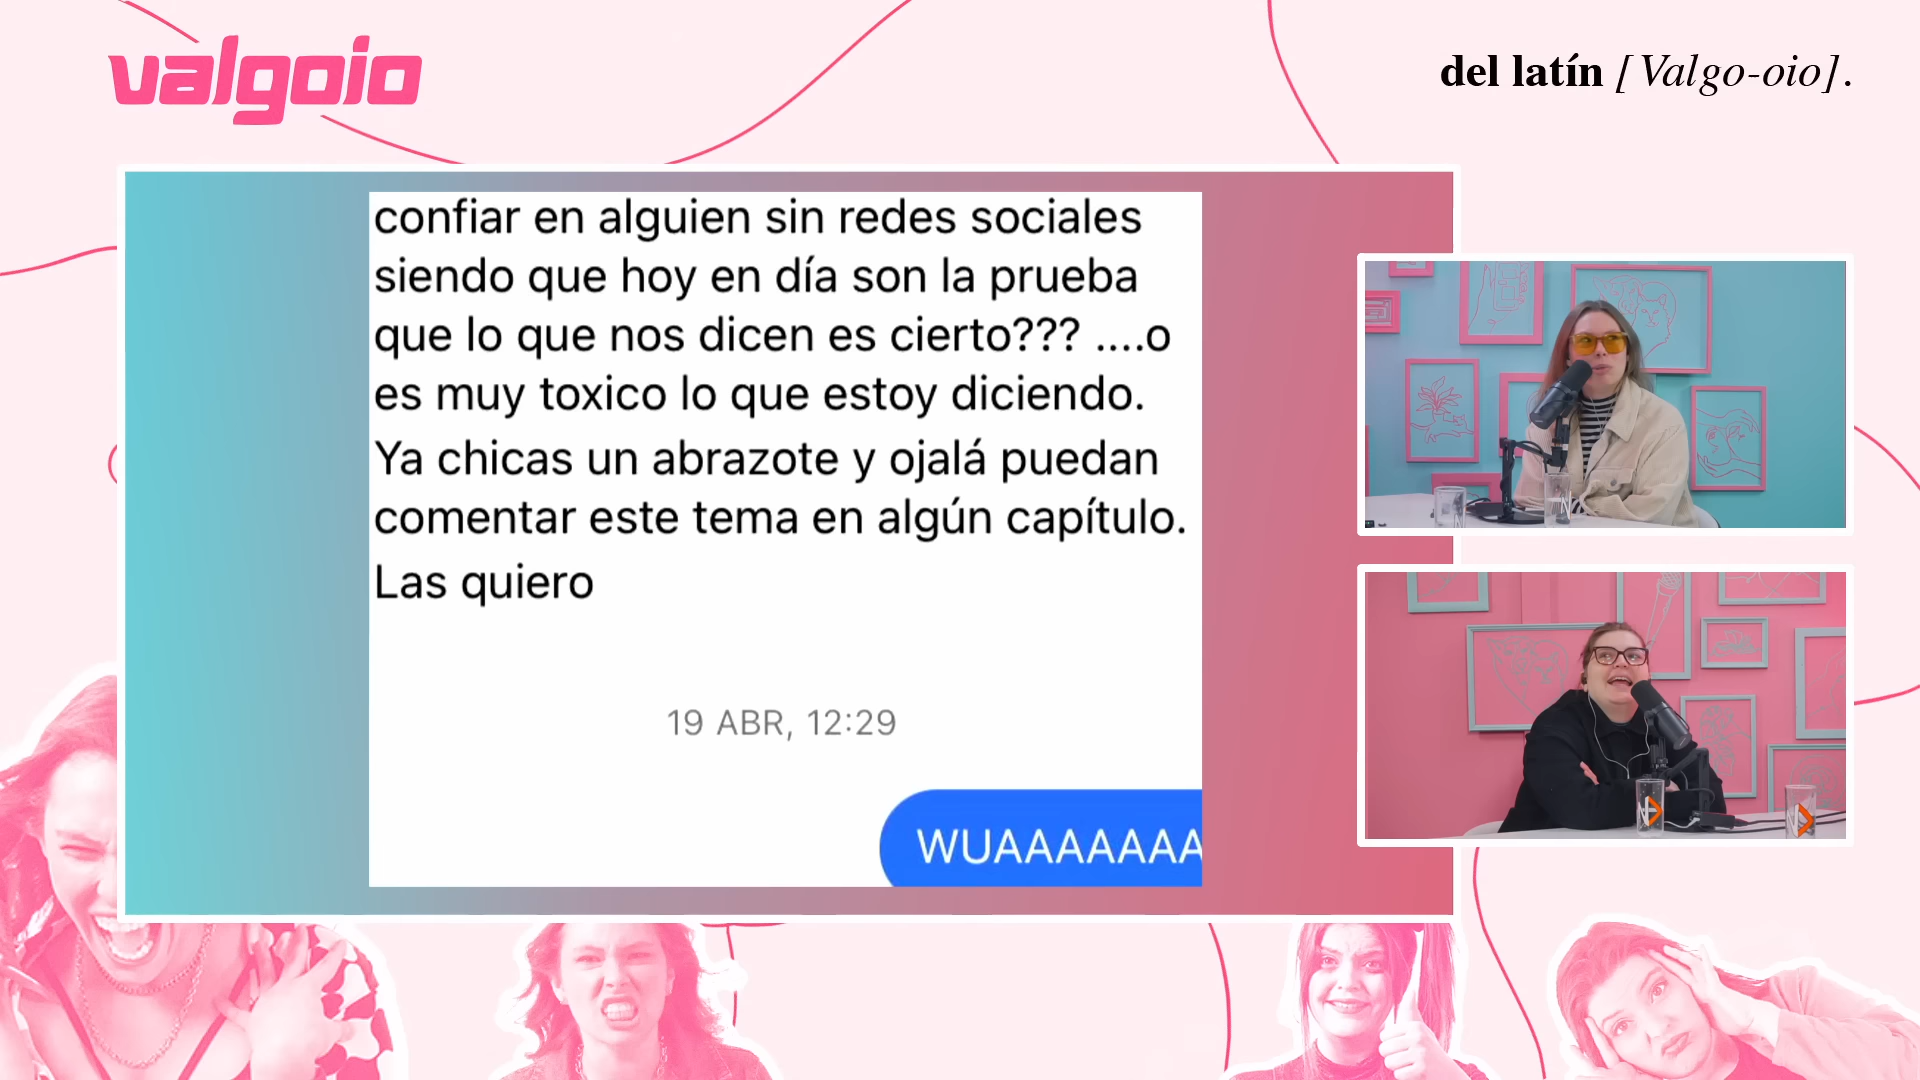 valgoio
del latín [Valgo-oio].
confiar en alguien sin redes sociales
siendo que hoy en día son la prueba
que lo que nos dicen es cierto??? ....o
es muy toxico lo que estoy diciendo.
Ya chicas un abrazote y ojalá puedan
comentar este tema en algún capítulo.
Las quiero
19 ABR, 12:29
WUAAAAAAA